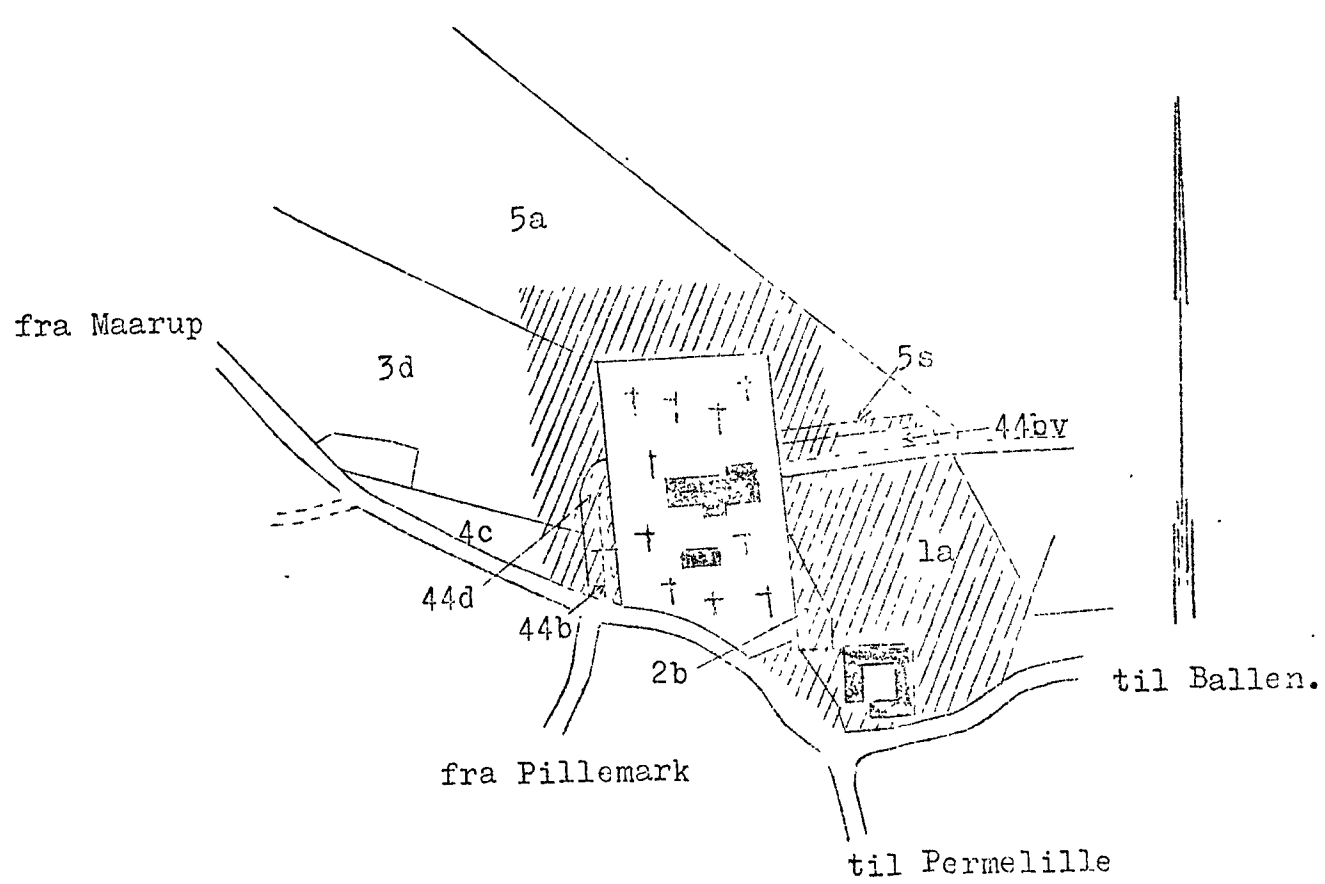 5a
fra Maarup
3d
5s
44bv
4c
1a
44d
44b
2b
til Ballen.
fra Pillemark
til Permelille